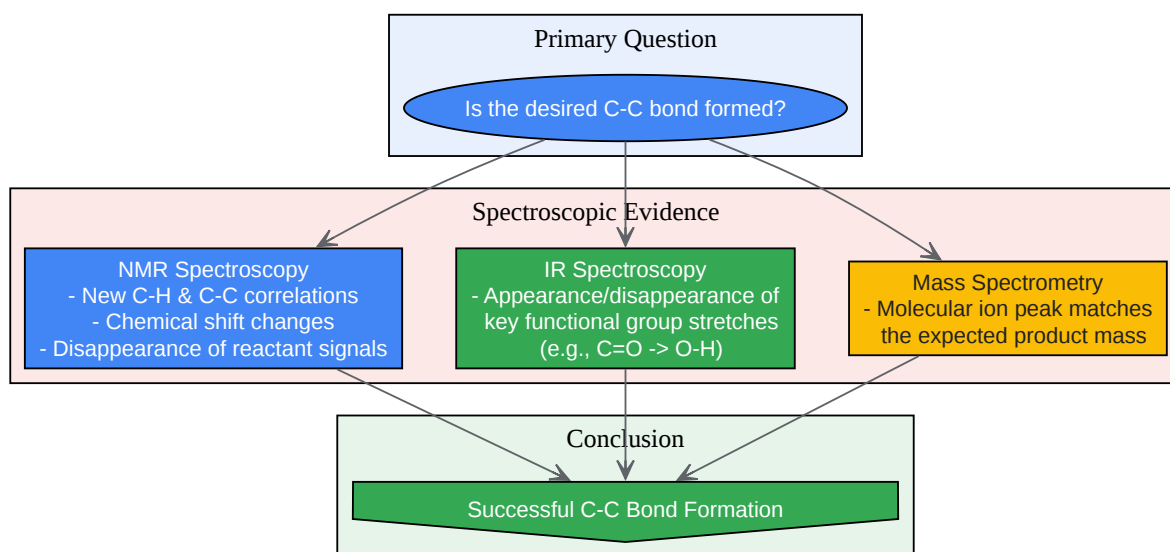 Primary Question
Is the desired C-C bond formed?
Spectroscopic Evidence
NMR Spectroscopy
- New C-H & C-C correlations
- Chemical shift changes
- Disappearance of reactant signals
IR Spectroscopy
- Appearance/disappearance of
key functional group stretches
(e.g., C=O -> O-H)
Mass Spectrometry
- Molecular ion peak matches
the expected product mass
Conclusion
Successful C-C Bond Formation